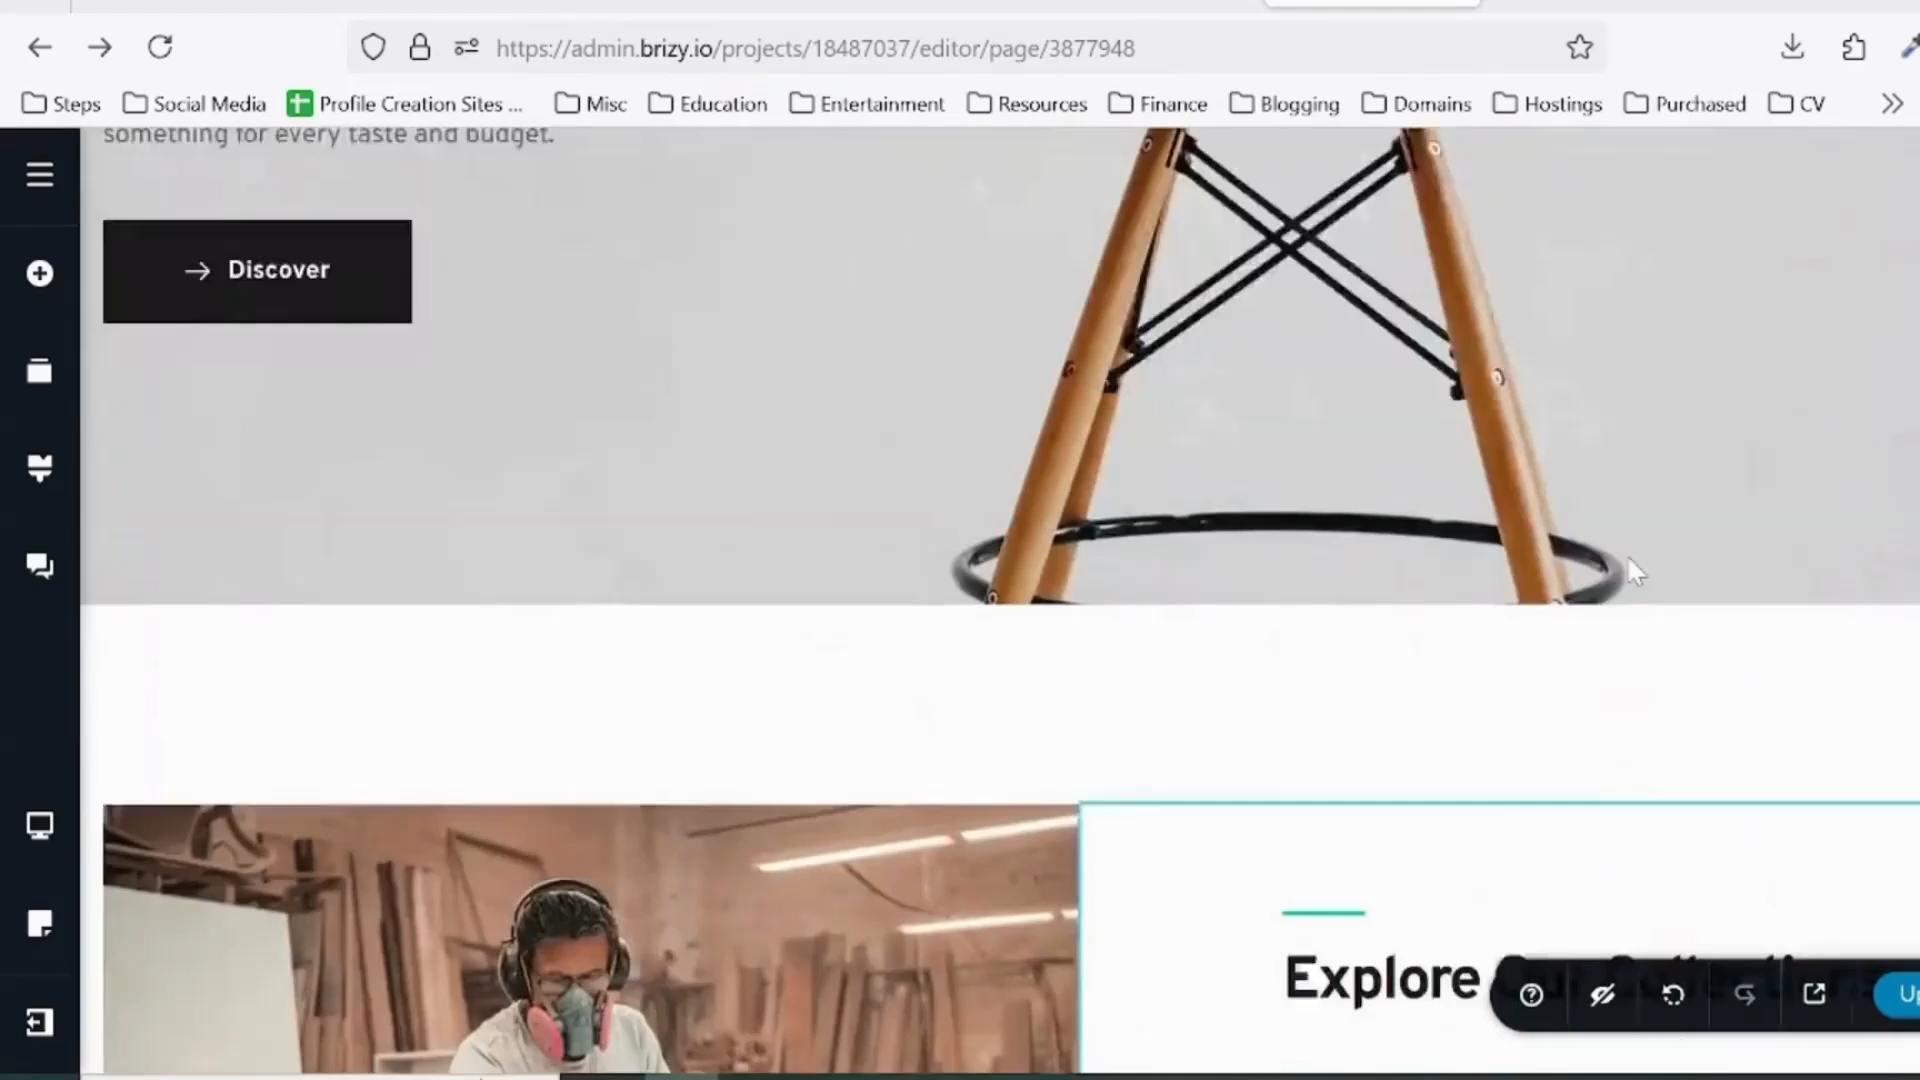 https://admin.brizy.io/projects/18487037/editor/page/3877948
Steps Social Media Profile Creation Sites ... Misc Education Entertainment Resources Finance Blogging Domains Hostings Purchased CV
something for every taste and budget.
→ Discover
Explore
Up